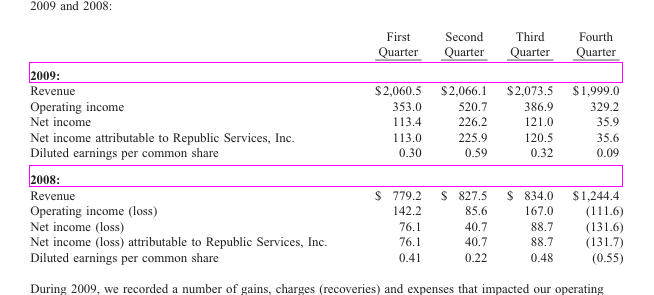 2009 and 2008:
First Second Third Fourth
Quarter Quarter Quarter Quarter
2009:
Revenue $2,060.5 $2,066.1 $2,073.5 $1,999.0
Operating income 353.0 520.7 386.9 329.2
Net income 113.4 226.2 121.0 35.9
Net income attributable to Republic Services, Inc. 113.0 225.9 120.5 35.6
Diluted earnings per common share 0.30 0.59 0.32 0.09
2008:
Revenue $ 779.2 $ 827.5 $ 834.0 $1,244.4
Operating income (loss) 142.2 85.6 167.0 (111.6)
Net income (loss) 76.1 40.7 88.7 (131.6)
Net income (loss) attributable to Republic Services, Inc. 76.1 40.7 88.7 (131.7)
Diluted earnings per common share 0.41 0.22 0.48 (0.55)
During 2009, we recorded a number of gains, charges (recoveries) and expenses that impacted our operating